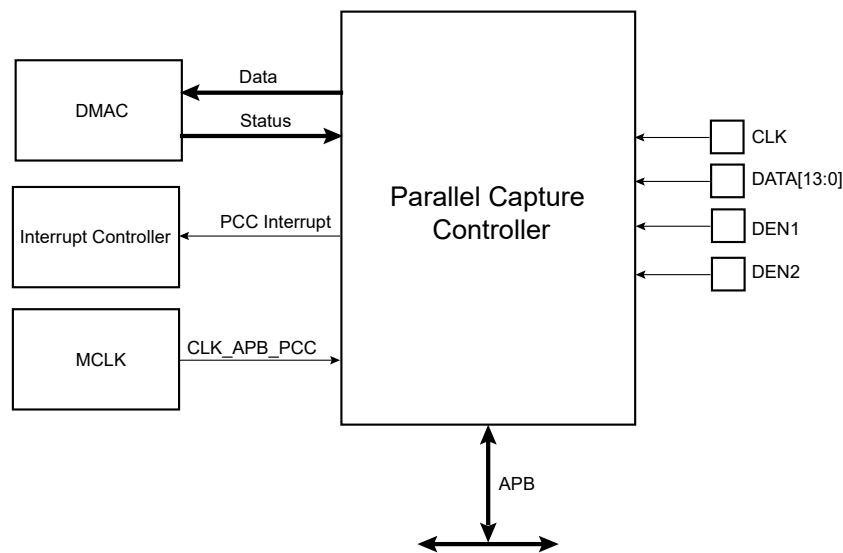 Data
DMAC
Status
CLK
DATA[13:0]
Parallel Capture
Controller
PCC Interrupt
Interrupt Controller
DEN1
DEN2
CLK_APB_PCC
MCLK
APB